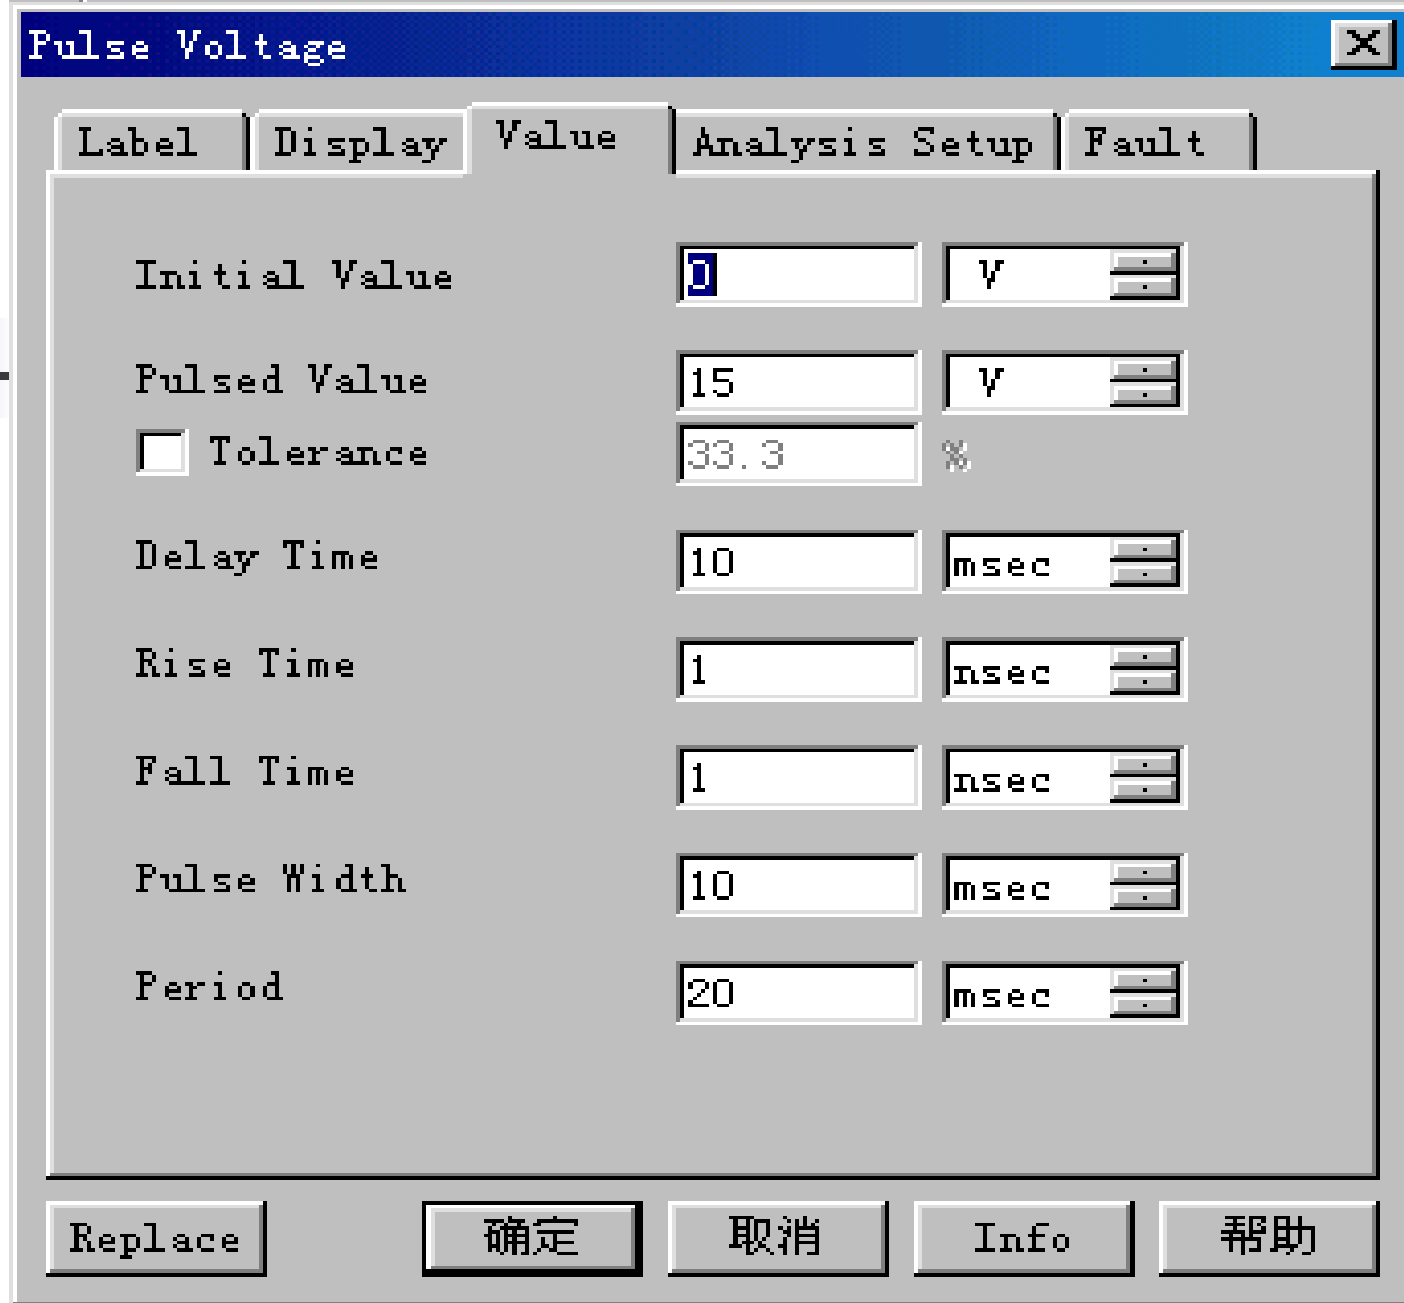 Pulse Voltage
Label Display Value Analysis Setup Fault
Initial Value 0 V
Pulsed Value 15 V
Tolerance 33.3 %
Delay Time 10 msec
Rise Time 1 nsec
Fall Time 1 nsec
Pulse Width 10 msec
Period 20 msec
Replace 确定 取消 Info 帮助